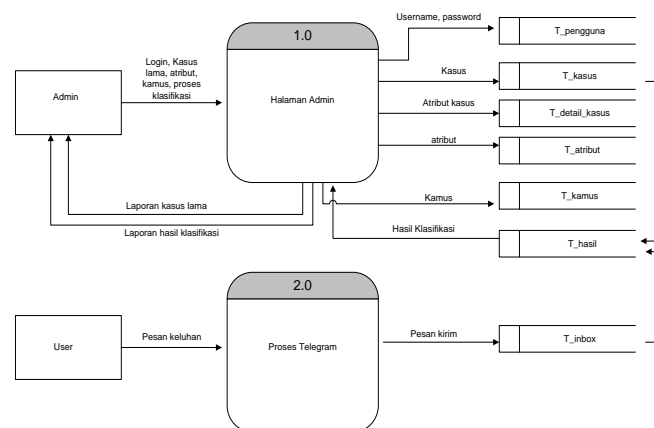 Username, password
1.0
T_pengguna
Login, Kasus
lama, atribut,
kamus, proses
klasifikasi
Kasus
T_kasus
Admin
Halaman Admin
Atribut kasus
T_detail_kasus
atribut
T_atribut
Kamus
T_kamus
Laporan kasus lama
Laporan hasil klasifikasi
Hasil Klasifikasi
T_hasil
2.0
User
Pesan keluhan
Proses Telegram
Pesan kirim
T_inbox